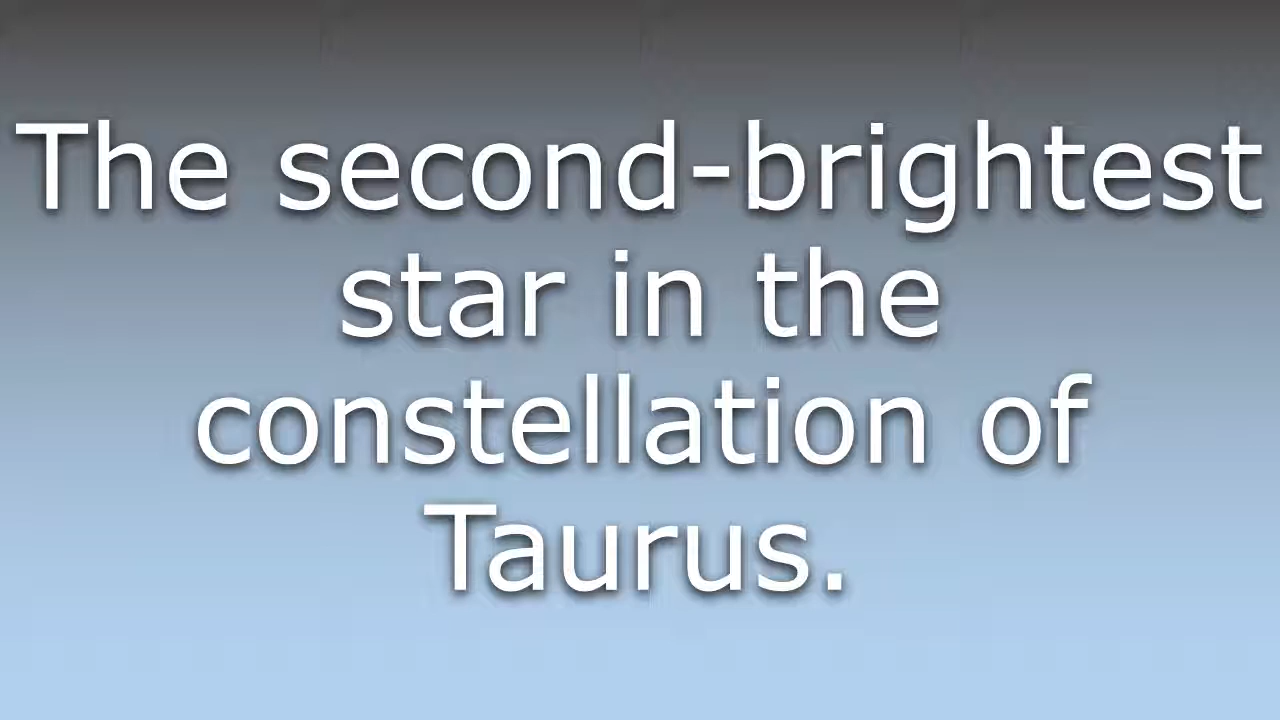 The second-brightest
star in the
constellation of
Taurus.